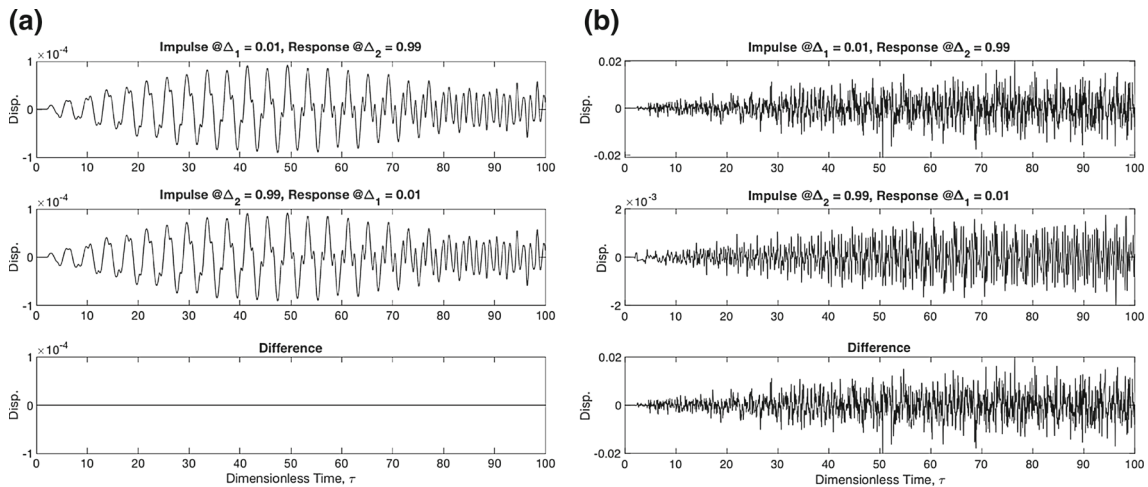 (a)
Impulse @Δ1 = 0.01, Response @Δ2 = 0.99
×10-4
1
0
-1
Disp.
0 10 20 30 40 50 60 70 80 90 100
Impulse @Δ2 = 0.99, Response @Δ1 = 0.01
×10-4
1
0
-1
Disp.
0 10 20 30 40 50 60 70 80 90 100
Difference
×10-4
1
0
-1
Disp.
0 10 20 30 40 50 60 70 80 90 100
Dimensionless Time, τ
(b)
Impulse @Δ1 = 0.01, Response @Δ2 = 0.99
0.02
0
-0.02
Disp.
0 10 20 30 40 50 60 70 80 90 100
Impulse @Δ2 = 0.99, Response @Δ1 = 0.01
×10-3
2
0
-2
Disp.
0 10 20 30 40 50 60 70 80 90 100
Difference
0.02
0
-0.02
Disp.
0 10 20 30 40 50 60 70 80 90 100
Dimensionless Time, τ